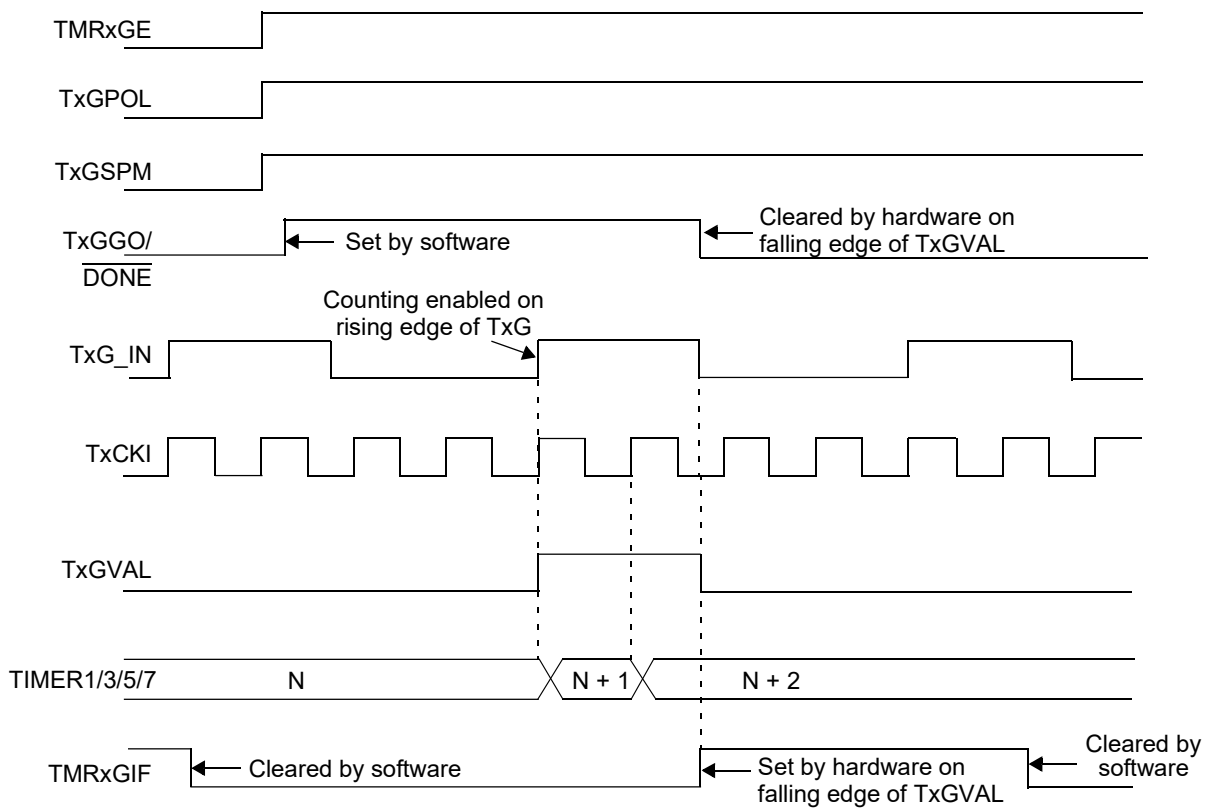 TMRxGE
TxGPOL
TxGSPM
TxGGO/
DONE
Set by software
Cleared by hardware on
falling edge of TxGVAL
Counting enabled on
rising edge of TxG
TxG_IN
TxCKI
TxGVAL
TIMER1/3/5/7
N
N + 1
N + 2
TMRxGIF
Cleared by software
Set by hardware on
falling edge of TxGVAL
Cleared by
software